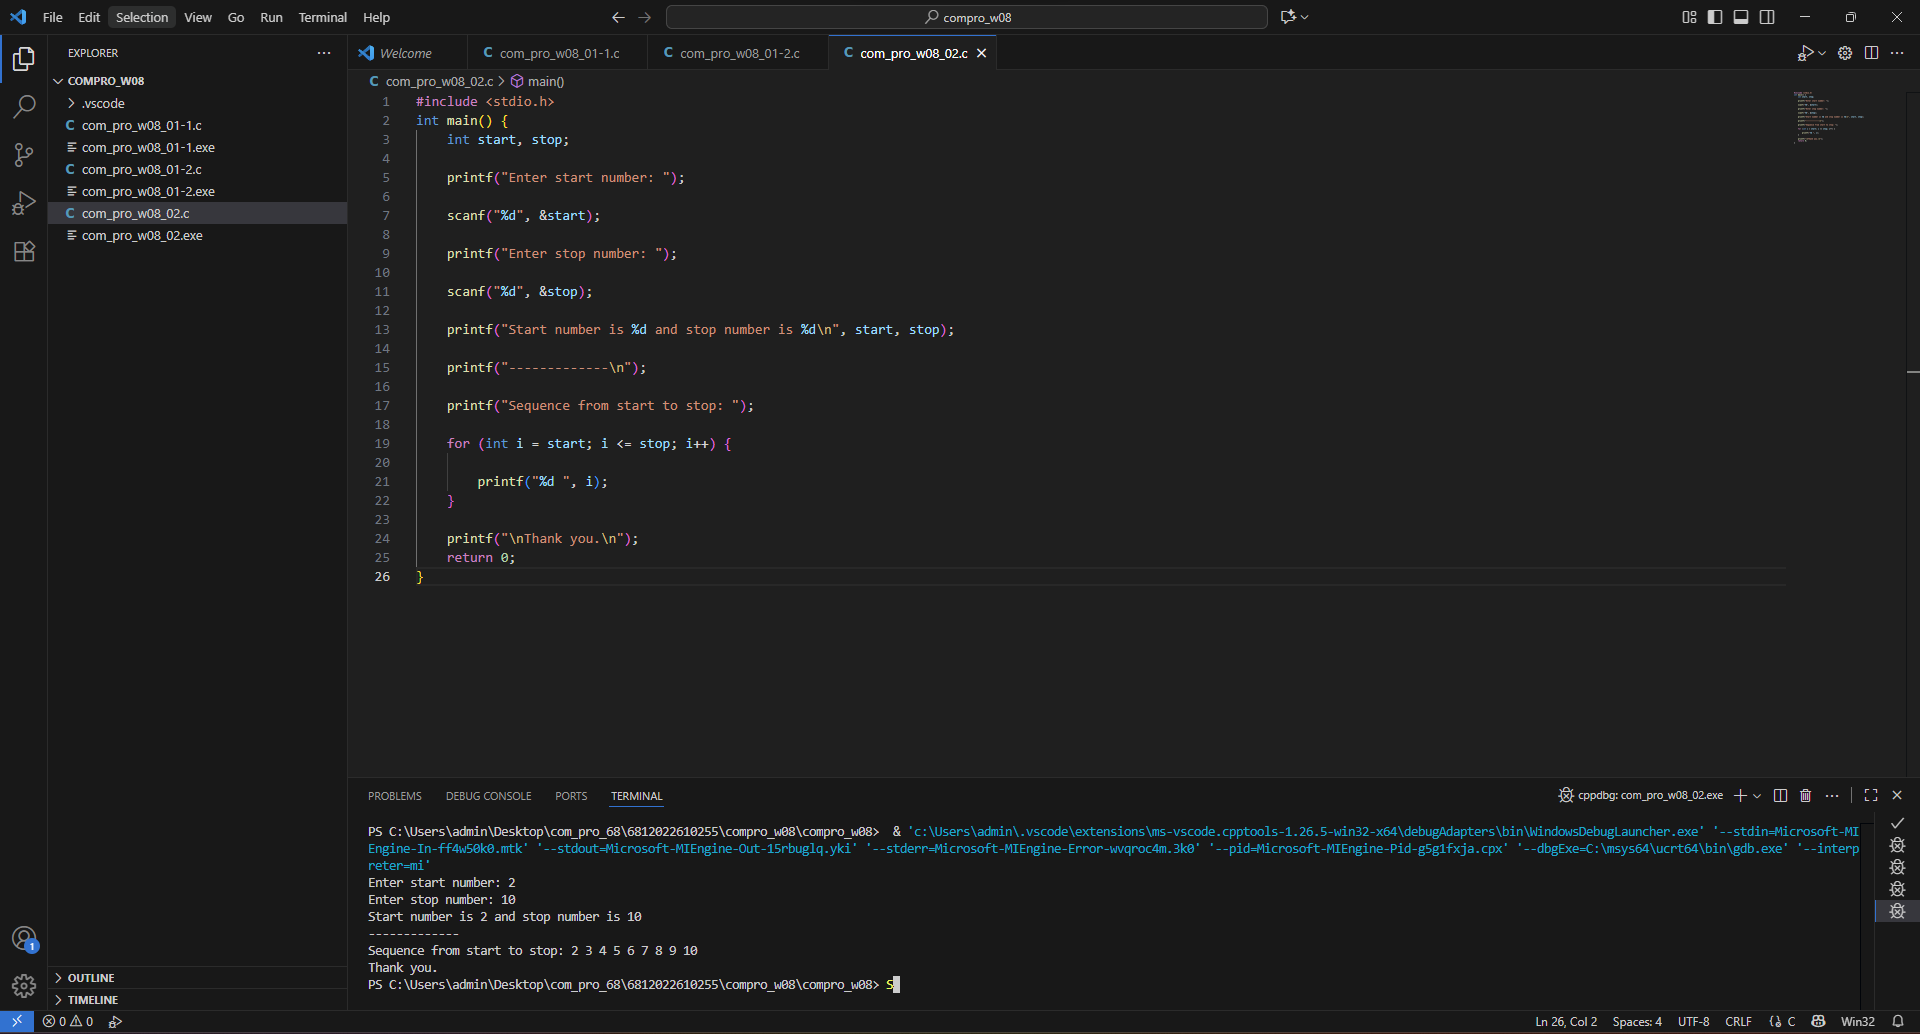 File Edit Selection View Go Run Terminal Help
compro_w08
EXPLORER
COMPRO_W08
.vscode
C com_pro_w08_01-1.c
com_pro_w08_01-1.exe
C com_pro_w08_01-2.c
com_pro_w08_01-2.exe
C com_pro_w08_02.c
com_pro_w08_02.exe
OUTLINE
TIMELINE
1
Welcome C com_pro_w08_01-1.c C com_pro_w08_01-2.c C com_pro_w08_02.c
C com_pro_w08_02.c > main()
1 #include <stdio.h>
2 int main() {
3 int start, stop;
4
5 printf("Enter start number: ");
6
7 scanf("%d", &start);
8
9 printf("Enter stop number: ");
10
11 scanf("%d", &stop);
12
13 printf("Start number is %d and stop number is %d\n", start, stop);
14
15 printf("-------------\n");
16
17 printf("Sequence from start to stop: ");
18
19 for (int i = start; i <= stop; i++) {
20
21 printf("%d ", i);
22 }
23
24 printf("\nThank you.\n");
25 return 0;
26 }
PROBLEMS DEBUG CONSOLE PORTS TERMINAL
cppdbg: com_pro_w08_02.exe
PS C:\Users\admin\Desktop\com_pro_68\6812022610255\compro_w08\compro_w08> & 'c:\Users\admin\.vscode\extensions\ms-vscode.cpptools-1.26.5-win32-x64\debugAdapters\bin\WindowsDebugLauncher.exe' '--stdin=Microsoft-MI
Engine-In-ff4w50k0.mtk' '--stdout=Microsoft-MIEngine-Out-15rbuglq.yki' '--stderr=Microsoft-MIEngine-Error-wvqroc4m.3k0' '--pid=Microsoft-MIEngine-Pid-g5g1fxja.cpx' '--dbgExe=C:\msys64\ucrt64\bin\gdb.exe' '--interp
reter=mi'
Enter start number: 2
Enter stop number: 10
Start number is 2 and stop number is 10
-------------
Sequence from start to stop: 2 3 4 5 6 7 8 9 10
Thank you.
PS C:\Users\admin\Desktop\com_pro_68\6812022610255\compro_w08\compro_w08> S
0 0
Ln 26, Col 2 Spaces: 4 UTF-8 CRLF C Win32